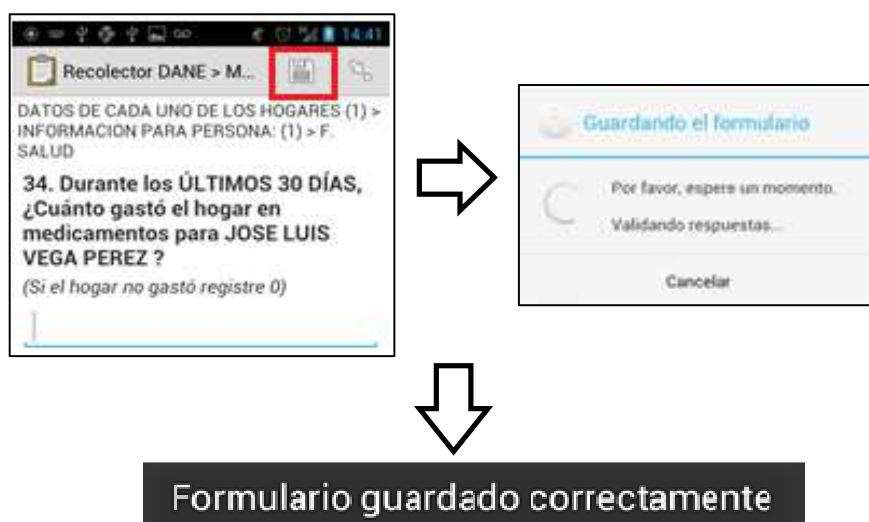 14:41
Recolector DANE > M...
DATOS DE CADA UNO DE LOS HOGARES (1) >
INFORMACION PARA PERSONA: (1) > F.
SALUD
34. Durante los ÚLTIMOS 30 DÍAS,
¿Cuánto gastó el hogar en
medicamentos para JOSE LUIS
VEGA PEREZ ?
(Si el hogar no gastó registre 0)
Guardando el formulario
Por favor, espere un momento.
Validando respuestas...
Cancelar
Formulario guardado correctamente